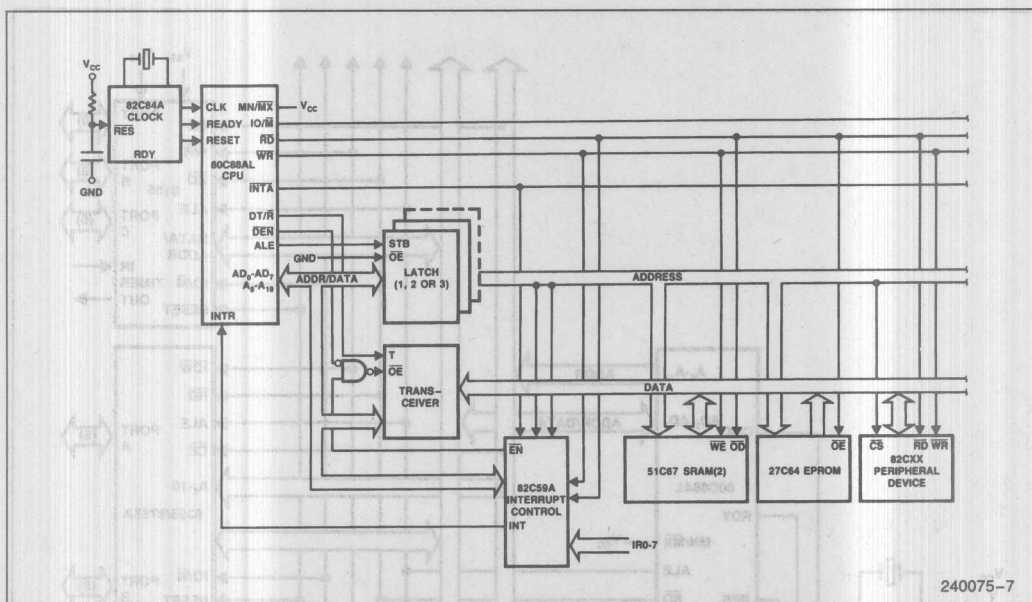 Vcc
82C84A
CLOCK
RES
RDY
GND
CLK
READY
RESET
MN/MX
IO/M
RD
WR
80C88AL
CPU
INTA
DT/R
DEN
ALE
AD0-AD7
A8-A19
INTR
Vcc
GND
ADDR/DATA
STB
OE
LATCH
(1, 2 OR 3)
ADDRESS
T
OE
TRANS-
CEIVER
DATA
EN
82C59A
INTERRUPT
CONTROL
INT
IR0-7
WE OD
51C67 SRAM(2)
OE
27C64 EPROM
CS RD WR
82CXX
PERIPHERAL
DEVICE
240075-7